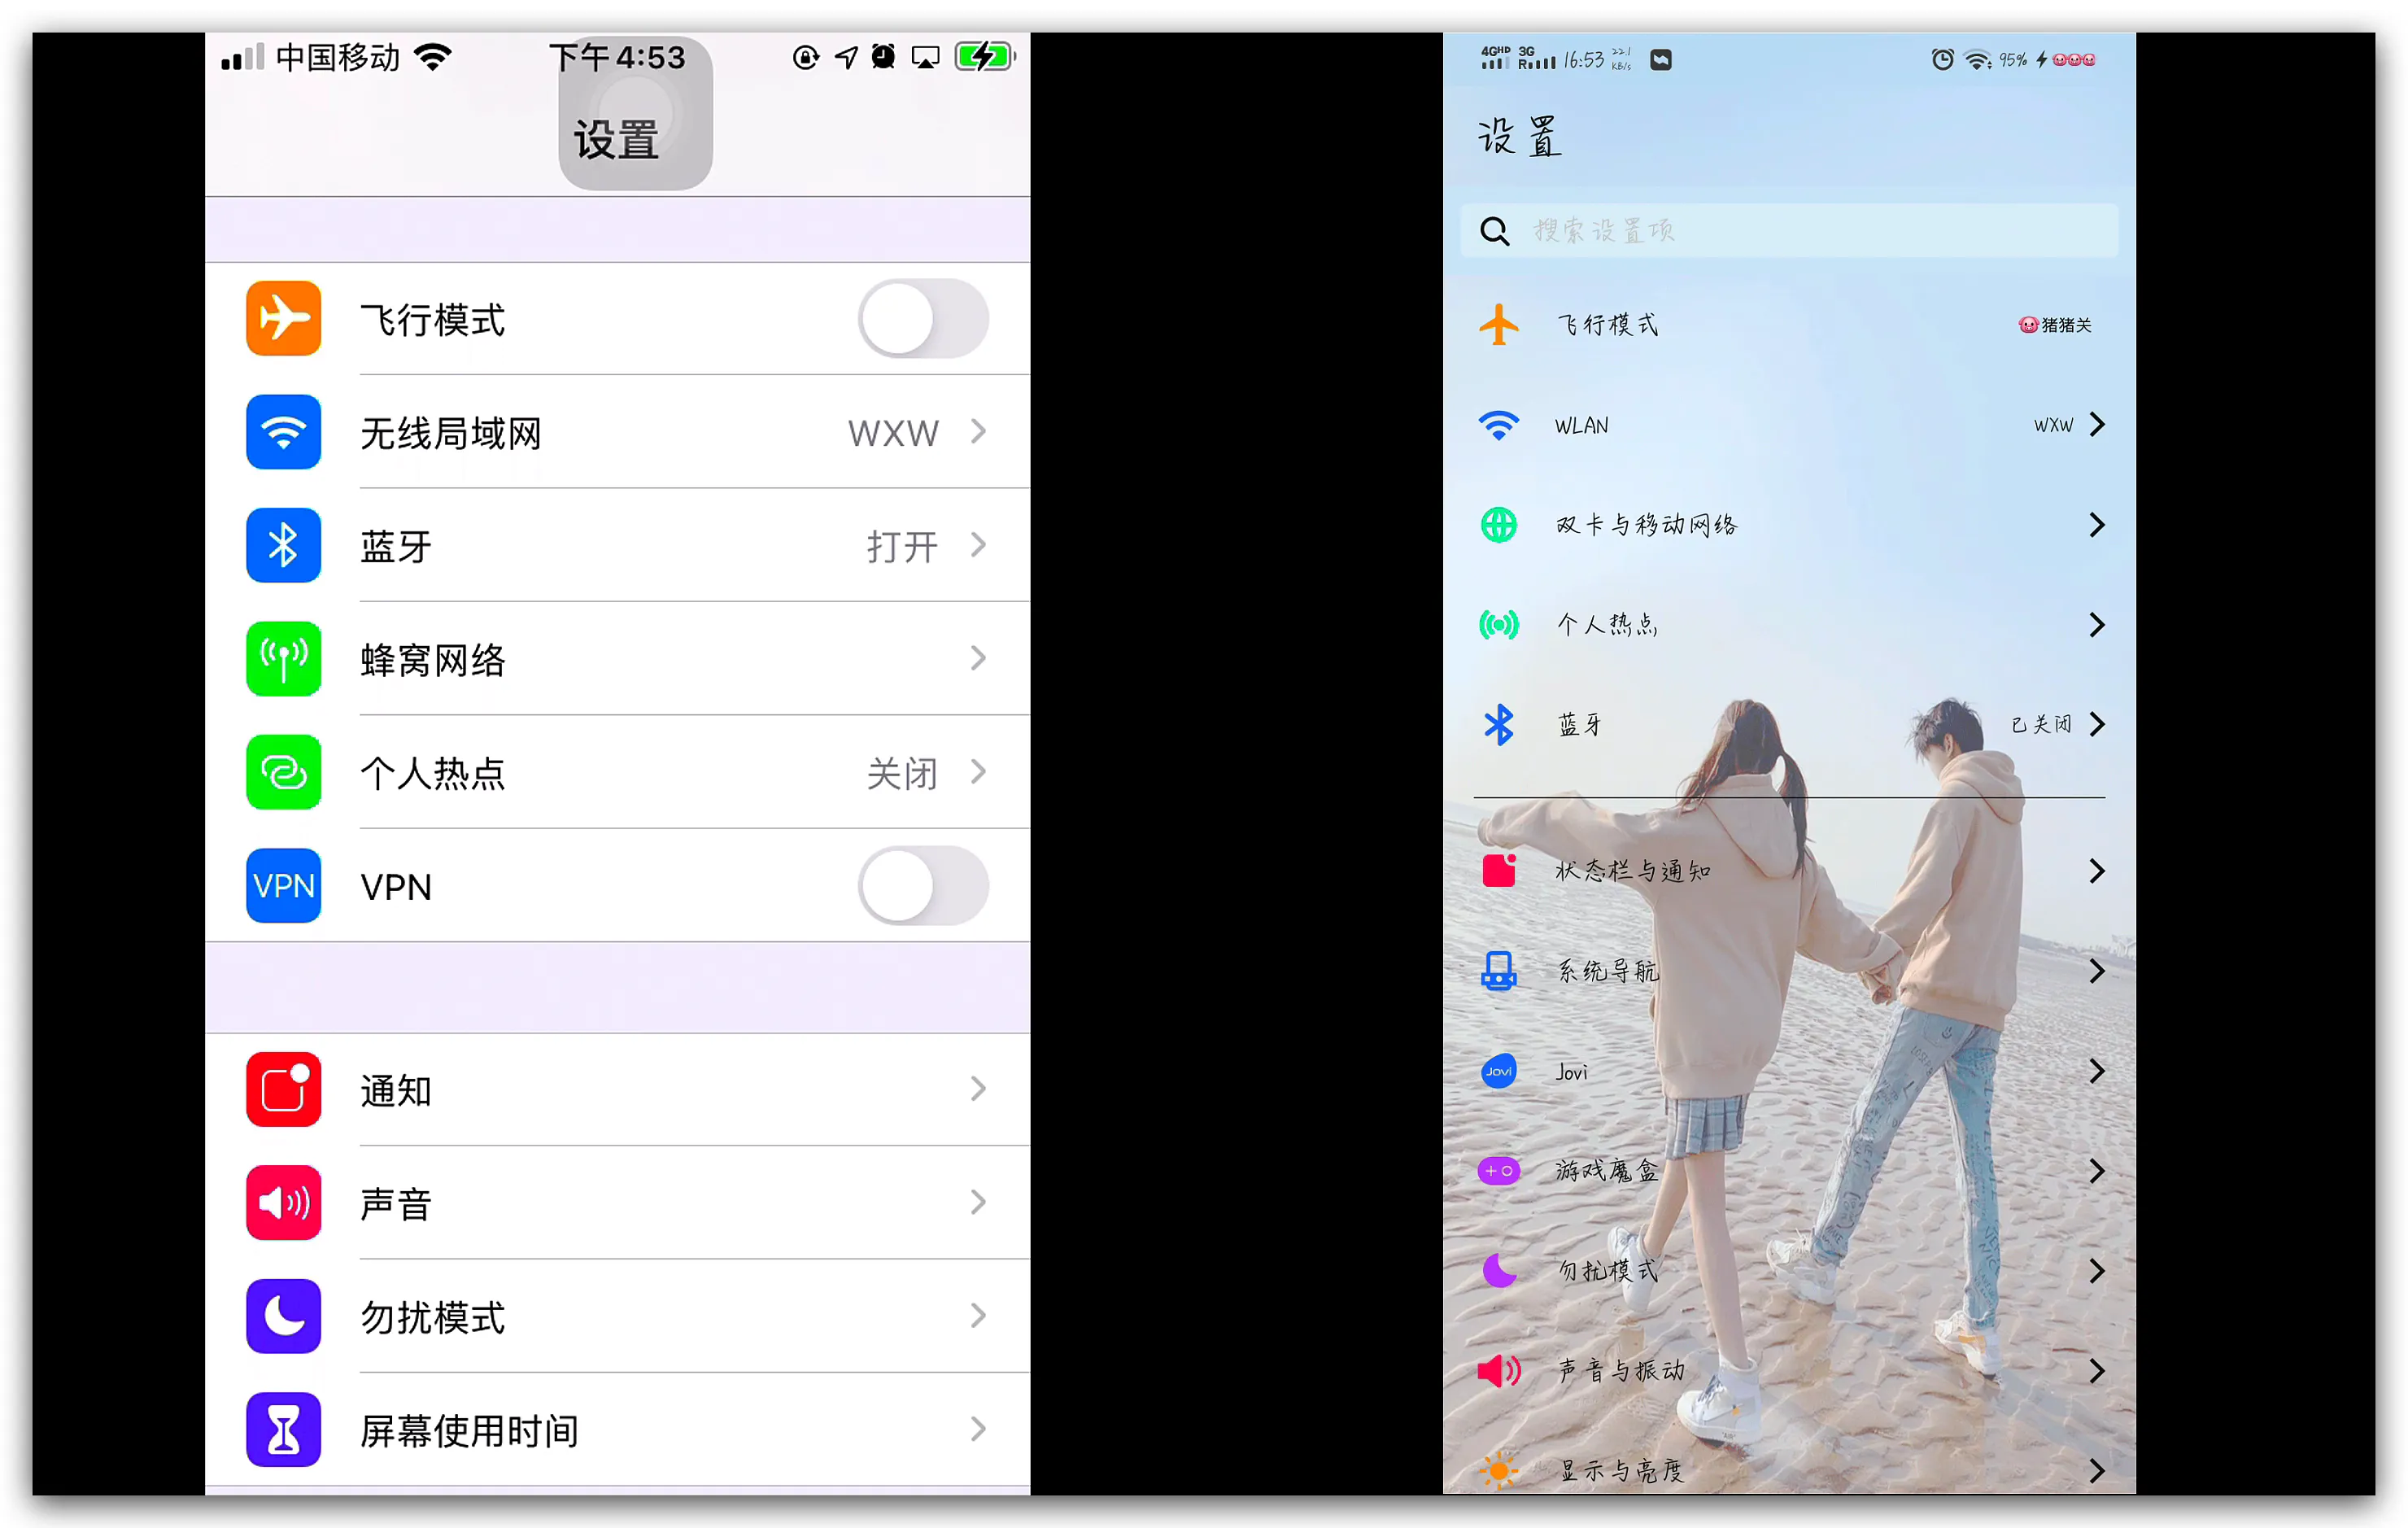 中国移动
下午4:53
设置
飞行模式
无线局域网 WXW
蓝牙 打开
蜂窝网络
个人热点 关闭
VPN VPN
通知
声音
勿扰模式
屏幕使用时间
4GHD 3G R 16:53 22.1 KB/s 95%
设置
搜索设置项
飞行模式 猪猪关
WLAN WXW
双卡与移动网络
个人热点
蓝牙 已关闭
状态栏与通知
系统导航
Jovi Jovi
游戏魔盒
勿扰模式
声音与振动
显示与亮度